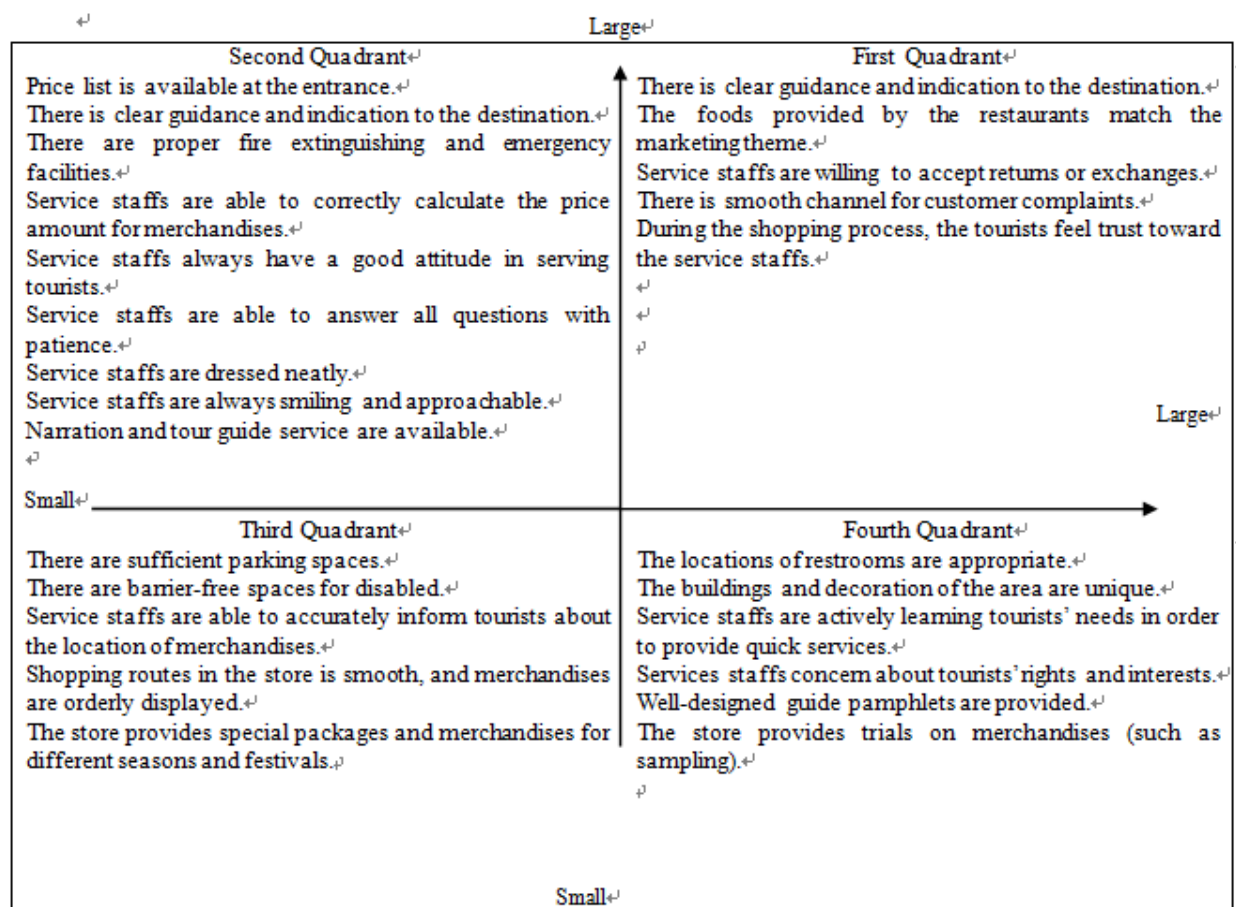 Large
Second Quadrant
Price list is available at the entrance.
There is clear guidance and indication to the destination.
There are proper fire extinguishing and emergency
facilities.
Service staffs are able to correctly calculate the price
amount for merchandises.
Service staffs always have a good attitude in serving
tourists.
Service staffs are able to answer all questions with
patience.
Service staffs are dressed neatly.
Service staffs are always smiling and approachable.
Narration and tour guide service are available.
First Quadrant
There is clear guidance and indication to the destination.
The foods provided by the restaurants match the
marketing theme.
Service staffs are willing to accept returns or exchanges.
There is smooth channel for customer complaints.
During the shopping process, the tourists feel trust toward
the service staffs.
Large
Small
Third Quadrant
There are sufficient parking spaces.
There are barrier-free spaces for disabled.
Service staffs are able to accurately inform tourists about
the location of merchandises.
Shopping routes in the store is smooth, and merchandises
are orderly displayed.
The store provides special packages and merchandises for
different seasons and festivals.
Fourth Quadrant
The locations of restrooms are appropriate.
The buildings and decoration of the area are unique.
Service staffs are actively learning tourists' needs in order
to provide quick services.
Services staffs concern about tourists' rights and interests.
Well-designed guide pamphlets are provided.
The store provides trials on merchandises (such as
sampling).
Small